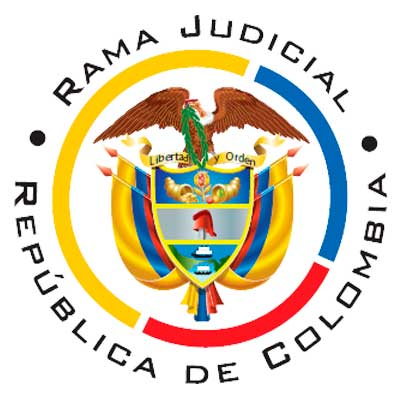 RAMA JUDICIAL
Libertad y Orden
REPÚBLICA DE COLOMBIA